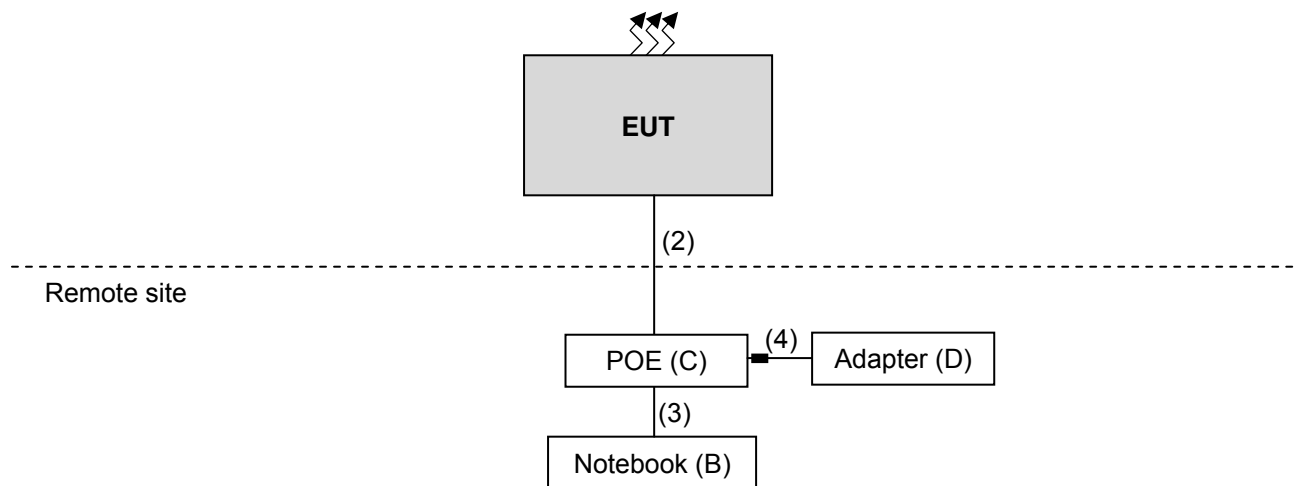 EUT
(2)
Remote site
(4)
POE (C)
Adapter (D)
(3)
Notebook (B)